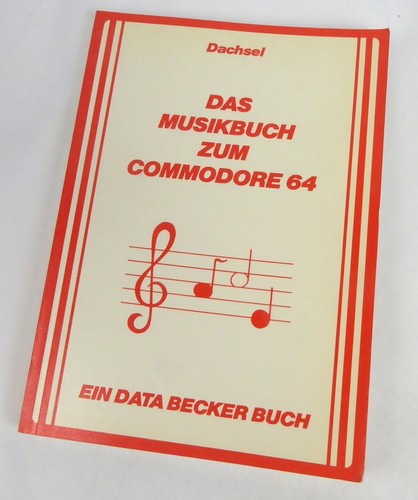 Dachsel
DAS
MUSIKBUCH
ZUM
COMMODORE 64
EIN DATA BECKER BUCH